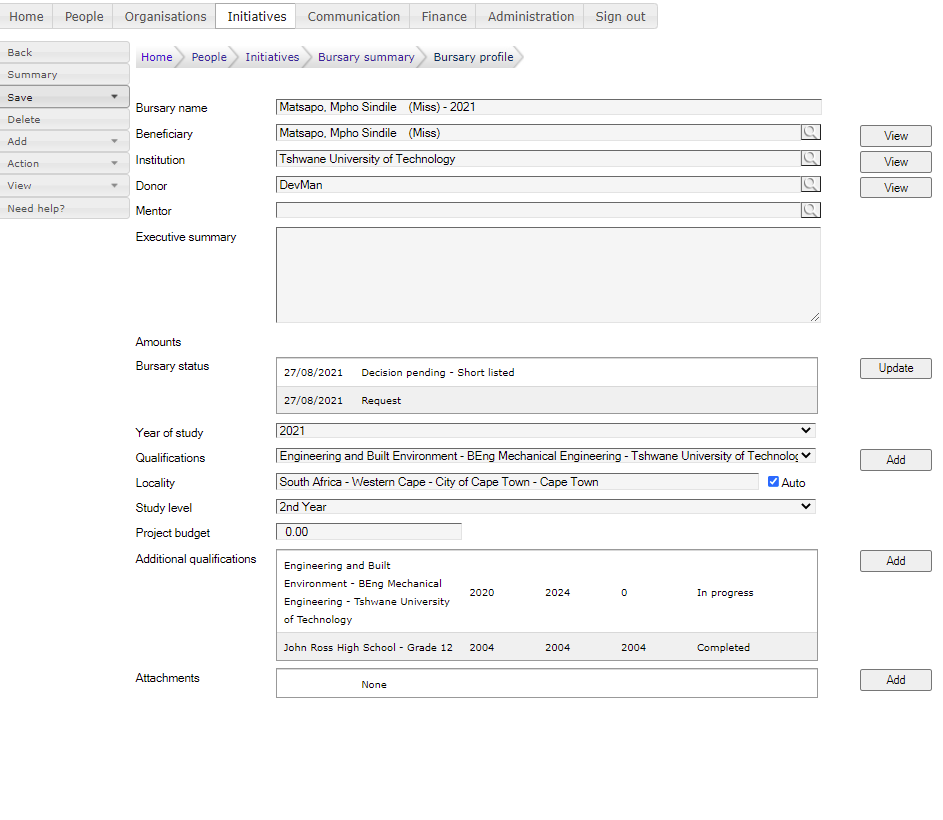 Home People Organisations Initiatives Communication Finance Administration Sign out
Back
Summary
Save
Delete
Add
Action
View
Need help?
Home People Initiatives Bursary summary Bursary profile
Bursary name Matsapo, Mpho Sindile (Miss) - 2021
Beneficiary Matsapo, Mpho Sindile (Miss) View
Institution Tshwane University of Technology View
Donor DevMan View
Mentor
Executive summary
Amounts
Bursary status 27/08/2021 Decision pending - Short listed Update
27/08/2021 Request
Year of study 2021
Qualifications Engineering and Built Environment - BEng Mechanical Engineering - Tshwane University of Technolog Add
Locality South Africa - Western Cape - City of Cape Town - Cape Town Auto
Study level 2nd Year
Project budget 0.00
Additional qualifications Add
Engineering and Built
Environment - BEng Mechanical
Engineering - Tshwane University
of Technology
2020 2024 0 In progress
John Ross High School - Grade 12 2004 2004 2004 Completed
Attachments None Add